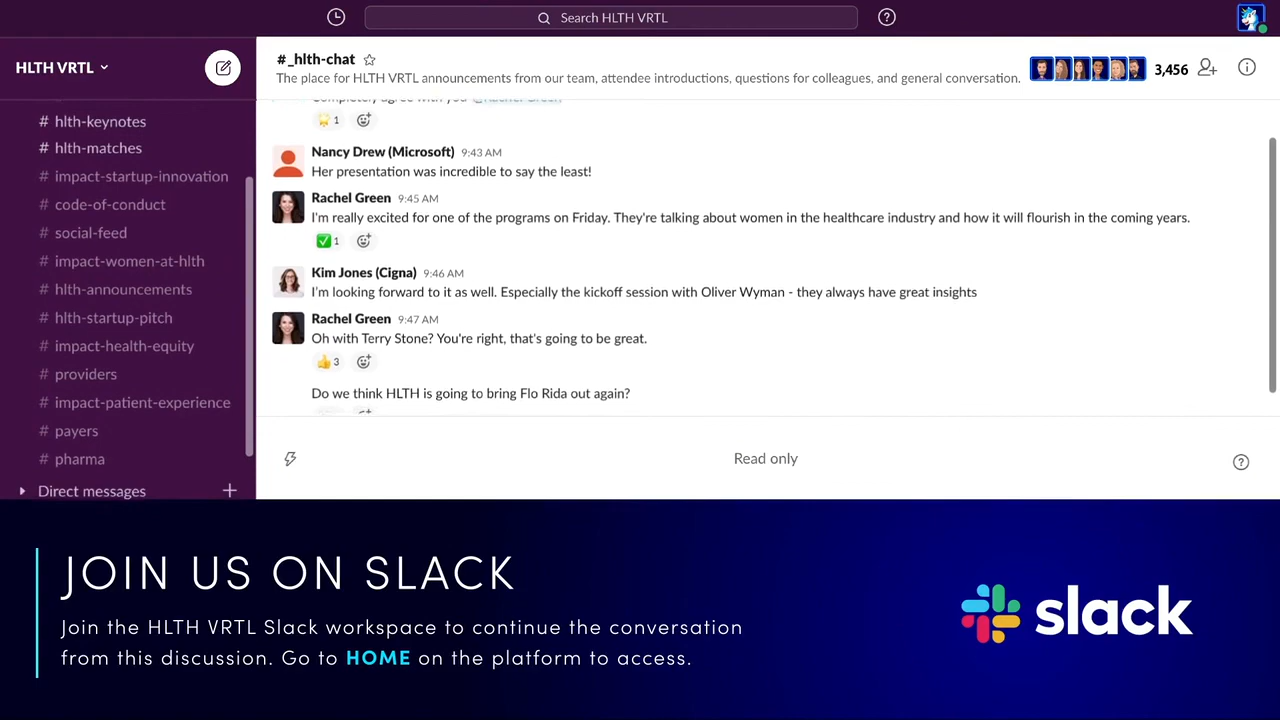 Search HLTH VRTL
HLTH VRTL
# hlth-keynotes
# hlth-matches
# impact-startup-innovation
# code-of-conduct
# social-feed
# impact-women-at-hlth
# hlth-announcements
# hlth-startup-pitch
# impact-health-equity
# providers
# impact-patient-experience
# payers
# pharma
Direct messages
#_hlth-chat
The place for HLTH VRTL announcements from our team, attendee introductions, questions for colleagues, and general conversation.
3,456
Completely agree with you @Rachel Green
1
Nancy Drew (Microsoft) 9:43 AM
Her presentation was incredible to say the least!
Rachel Green 9:45 AM
I'm really excited for one of the programs on Friday. They're talking about women in the healthcare industry and how it will flourish in the coming years.
1
Kim Jones (Cigna) 9:46 AM
I'm looking forward to it as well. Especially the kickoff session with Oliver Wyman - they always have great insights
Rachel Green 9:47 AM
Oh with Terry Stone? You're right, that's going to be great.
3
Do we think HLTH is going to bring Flo Rida out again?
Read only
JOIN US ON SLACK
Join the HLTH VRTL Slack workspace to continue the conversation
from this discussion. Go to HOME on the platform to access.
slack